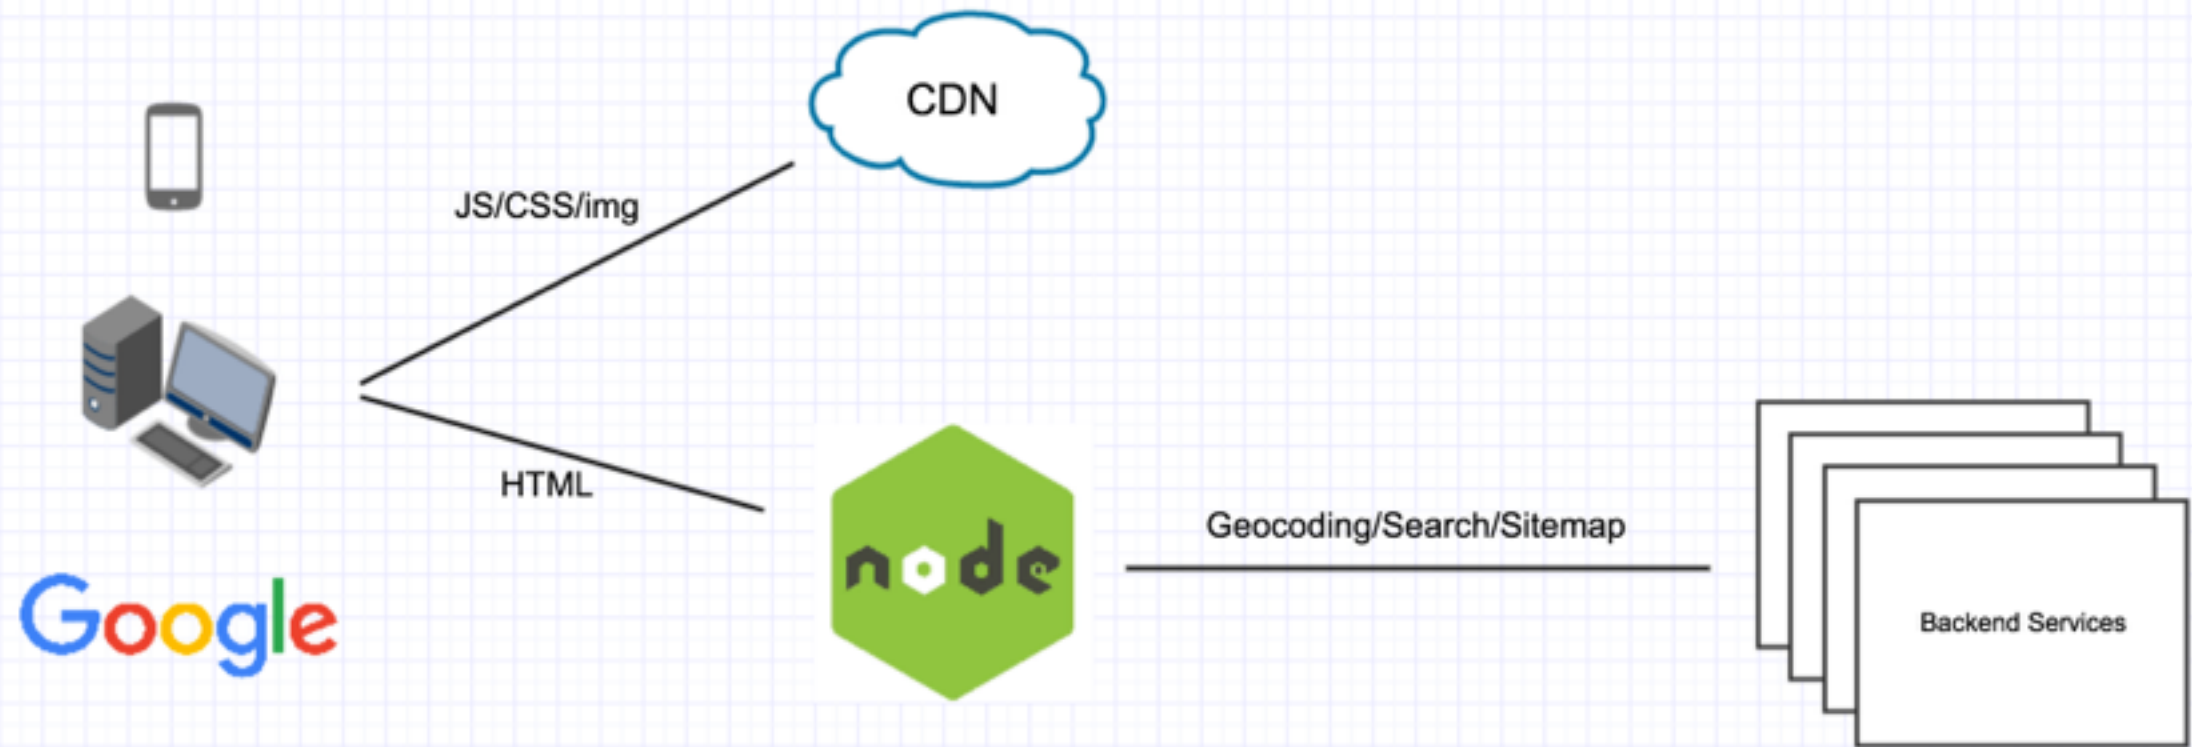 CDN
JS/CSS/img
HTML
Google
node
Geocoding/Search/Sitemap
Backend Services